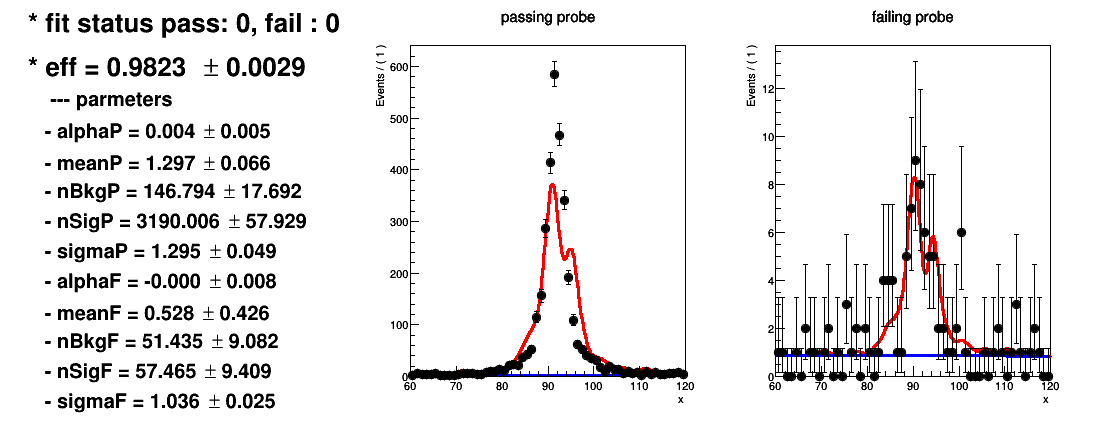 * fit status pass: 0, fail : 0
* eff = 0.9823 ± 0.0029
--- parmeters
- alphaP = 0.004 ± 0.005
- meanP = 1.297 ± 0.066
- nBkgP = 146.794 ± 17.692
- nSigP = 3190.006 ± 57.929
- sigmaP = 1.295 ± 0.049
- alphaF = -0.000 ± 0.008
- meanF = 0.528 ± 0.426
- nBkgF = 51.435 ± 9.082
- nSigF = 57.465 ± 9.409
- sigmaF = 1.036 ± 0.025
passing probe
Events / ( 1 )
600
500
400
300
200
100
0
60 70 80 90 100 110 120
x
failing probe
Events / ( 1 )
12
10
8
6
4
2
0
60 70 80 90 100 110 120
x